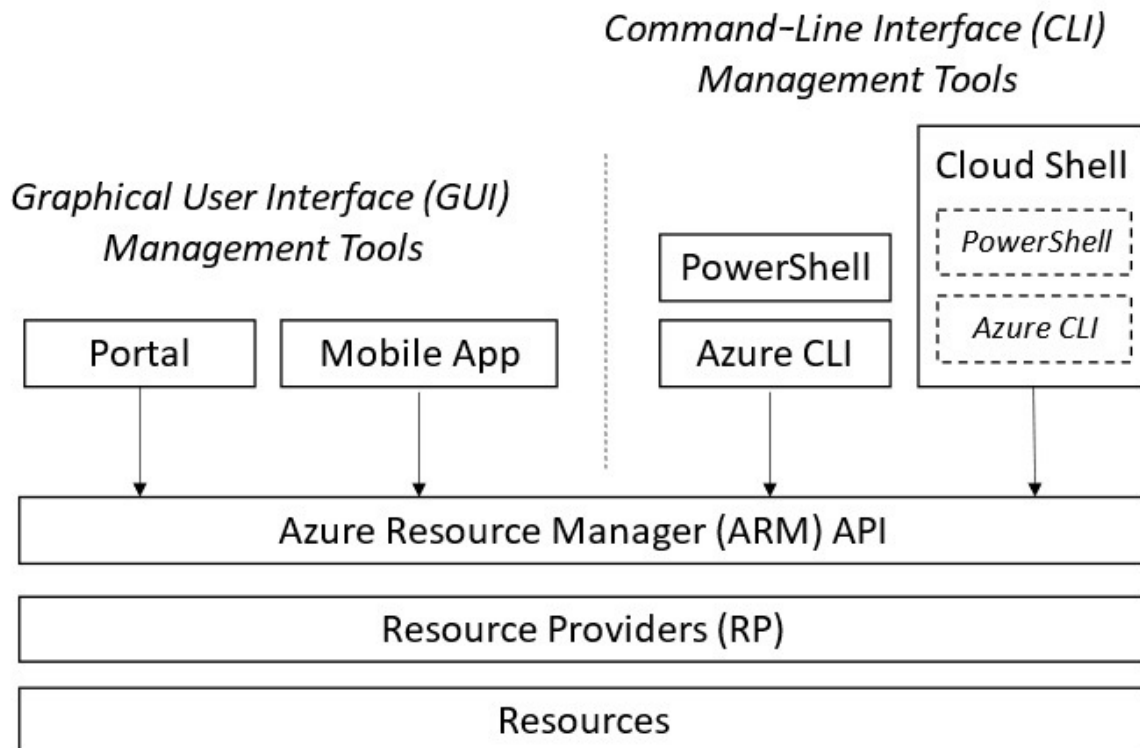 Command-Line Interface (CLI)
Management Tools
Graphical User Interface (GUI)
Management Tools
Cloud Shell
PowerShell
Azure CLI
PowerShell
Azure CLI
Portal
Mobile App
Azure Resource Manager (ARM) API
Resource Providers (RP)
Resources